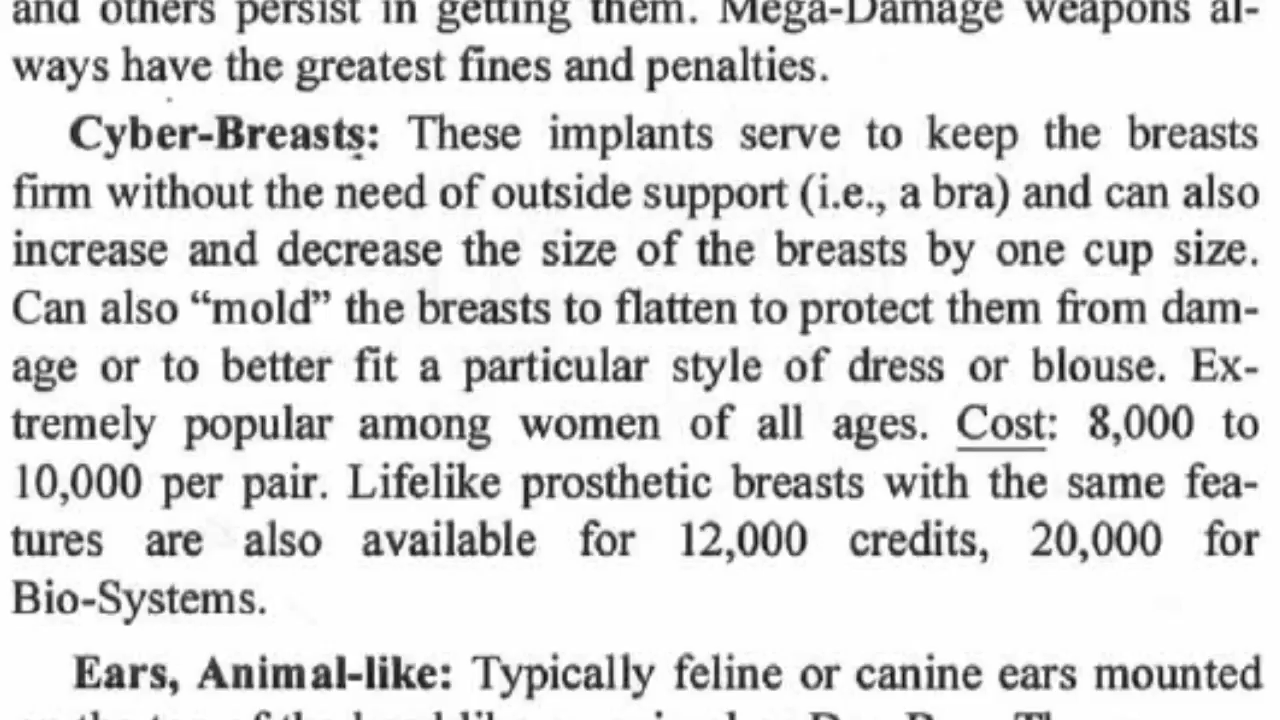 and others persist in getting them. Mega-Damage weapons al-
ways have the greatest fines and penalties.
Cyber-Breasts: These implants serve to keep the breasts
firm without the need of outside support (i.e., a bra) and can also
increase and decrease the size of the breasts by one cup size.
Can also “mold” the breasts to flatten to protect them from dam-
age or to better fit a particular style of dress or blouse. Ex-
tremely popular among women of all ages. Cost: 8,000 to
10,000 per pair. Lifelike prosthetic breasts with the same fea-
tures are also available for 12,000 credits, 20,000 for
Bio-Systems.
Ears, Animal-like: Typically feline or canine ears mounted